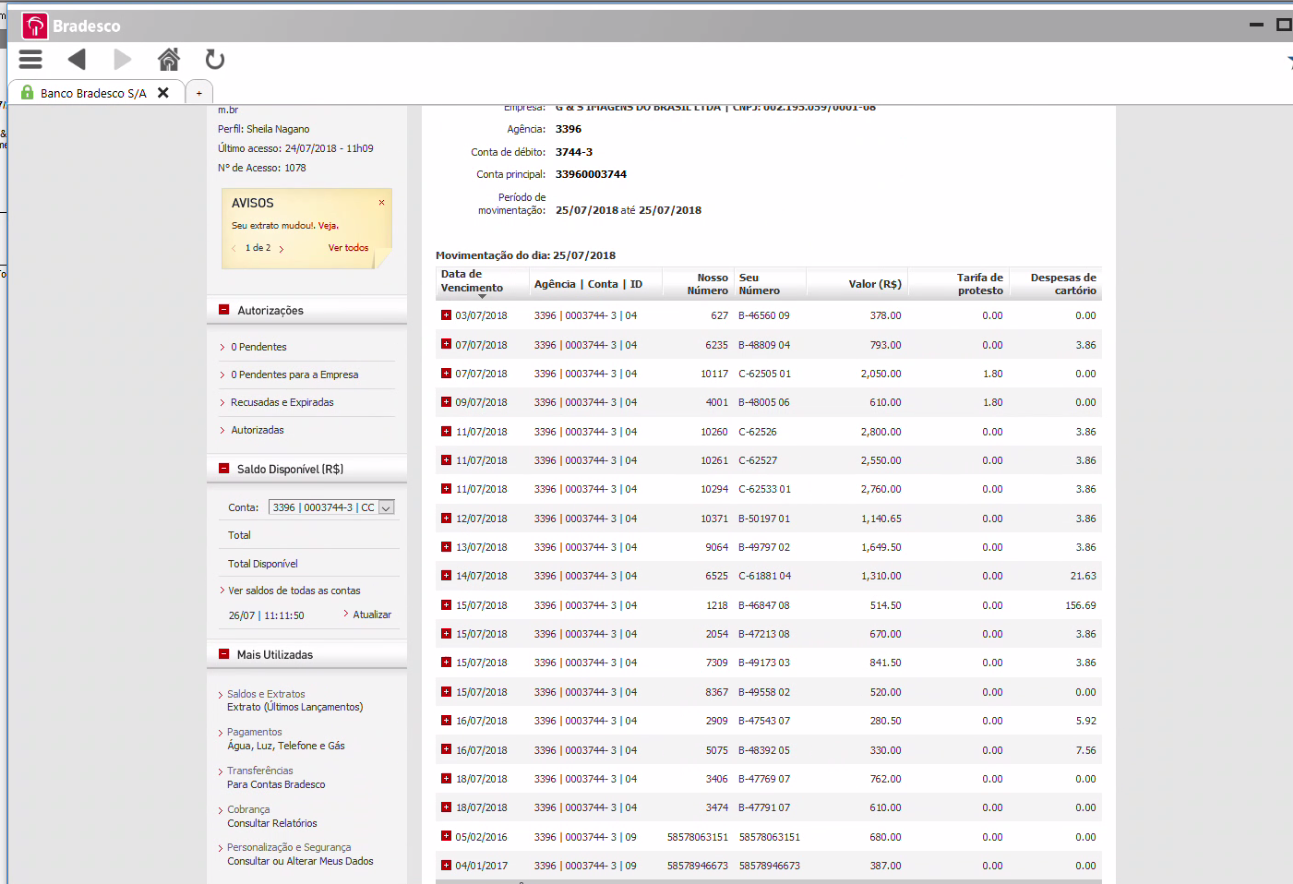 Bradesco
Banco Bradesco S/A
+
m.br
Perfil: Sheila Nagano
Último acesso: 24/07/2018 - 11h09
Nº de Acesso: 1078
AVISOS
Seu extrato mudou!. Veja.
1 de 2
Ver todos
Autorizações
0 Pendentes
0 Pendentes para a Empresa
Recusadas e Expiradas
Autorizadas
Saldo Disponível (R$)
Conta: 3396 | 0003744-3 | CC
Total
Total Disponível
Ver saldos de todas as contas
26/07 | 11:11:50 Atualizar
Mais Utilizadas
Saldos e Extratos
Extrato (Últimos Lançamentos)
Pagamentos
Água, Luz, Telefone e Gás
Transferências
Para Contas Bradesco
Cobrança
Consultar Relatórios
Personalização e Segurança
Consultar ou Alterar Meus Dados
Empresa: G & S IMAGENS DO BRASIL LTDA | CNPJ: 002.195.059/0001-08
Agência: 3396
Conta de débito: 3744-3
Conta principal: 33960003744
Período de
movimentação: 25/07/2018 até 25/07/2018
Movimentação do dia: 25/07/2018
Data de Vencimento Agência | Conta | ID Nosso Número Seu Número Valor (R$) Tarifa de protesto Despesas de cartório
03/07/2018 3396 | 0003744- 3 | 04 627 B-46560 09 378.00 0.00 0.00
07/07/2018 3396 | 0003744- 3 | 04 6235 B-48809 04 793.00 0.00 3.86
07/07/2018 3396 | 0003744- 3 | 04 10117 C-62505 01 2,050.00 1.80 0.00
09/07/2018 3396 | 0003744- 3 | 04 4001 B-48005 06 610.00 1.80 0.00
11/07/2018 3396 | 0003744- 3 | 04 10260 C-62526 2,800.00 0.00 3.86
11/07/2018 3396 | 0003744- 3 | 04 10261 C-62527 2,550.00 0.00 3.86
11/07/2018 3396 | 0003744- 3 | 04 10294 C-62533 01 2,760.00 0.00 3.86
12/07/2018 3396 | 0003744- 3 | 04 10371 B-50197 01 1,140.65 0.00 3.86
13/07/2018 3396 | 0003744- 3 | 04 9064 B-49797 02 1,649.50 0.00 3.86
14/07/2018 3396 | 0003744- 3 | 04 6525 C-61881 04 1,310.00 0.00 21.63
15/07/2018 3396 | 0003744- 3 | 04 1218 B-46847 08 514.50 0.00 156.69
15/07/2018 3396 | 0003744- 3 | 04 2054 B-47213 08 670.00 0.00 3.86
15/07/2018 3396 | 0003744- 3 | 04 7309 B-49173 03 841.50 0.00 3.86
15/07/2018 3396 | 0003744- 3 | 04 8367 B-49558 02 520.00 0.00 0.00
16/07/2018 3396 | 0003744- 3 | 04 2909 B-47543 07 280.50 0.00 5.92
16/07/2018 3396 | 0003744- 3 | 04 5075 B-48392 05 330.00 0.00 7.56
18/07/2018 3396 | 0003744- 3 | 04 3406 B-47769 07 762.00 0.00 0.00
18/07/2018 3396 | 0003744- 3 | 04 3474 B-47791 07 610.00 0.00 0.00
05/02/2016 3396 | 0003744- 3 | 09 58578063151 58578063151 680.00 0.00 0.00
04/01/2017 3396 | 0003744- 3 | 09 58578946673 58578946673 387.00 0.00 0.00